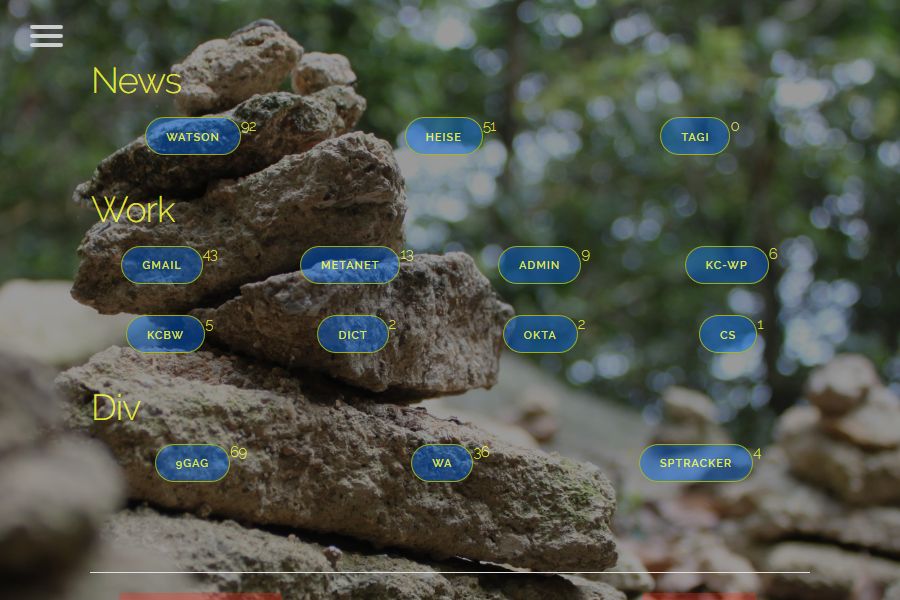 News
WATSON 92 HEISE 51 TAGI 0
Work
GMAIL 43 METANET 13 ADMIN 9 KC-WP 6
KCBW 5 DICT 2 OKTA 2 CS 1
Div
9GAG 69 WA 36 SPTRACKER 4